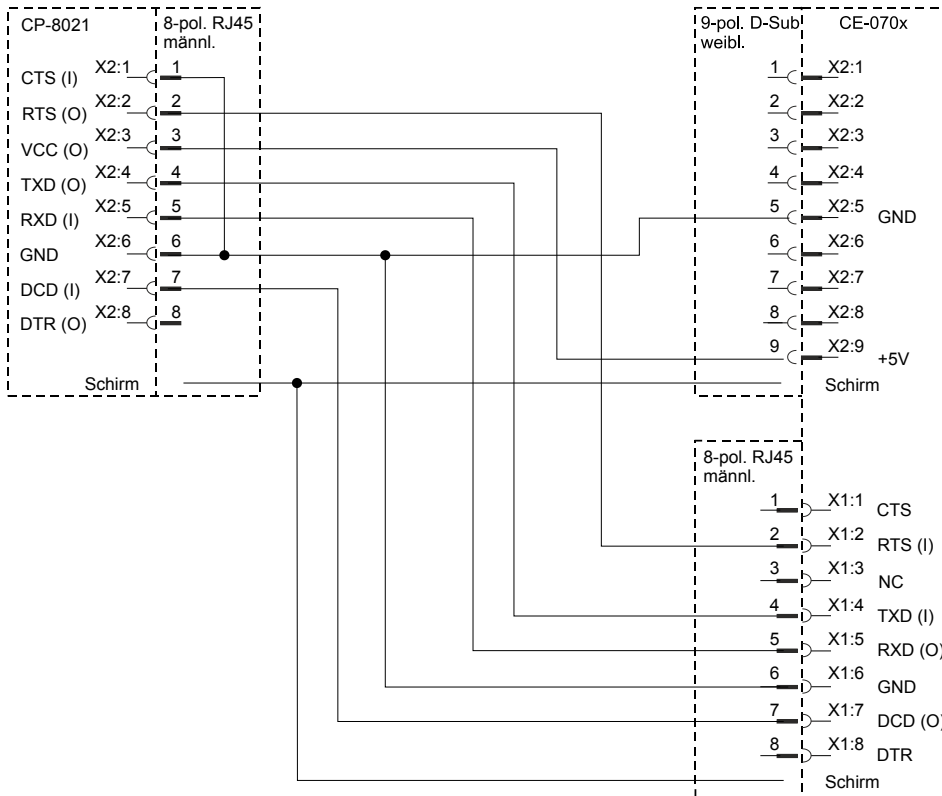 CP-8021
8-pol. RJ45
männl.
CTS (I) X2:1 1
RTS (O) X2:2 2
VCC (O) X2:3 3
TXD (O) X2:4 4
RXD (I) X2:5 5
GND X2:6 6
DCD (I) X2:7 7
DTR (O) X2:8 8
Schirm
9-pol. D-Sub
weibl.
CE-070x
1 X2:1
2 X2:2
3 X2:3
4 X2:4
5 X2:5 GND
6 X2:6
7 X2:7
8 X2:8
9 X2:9 +5V
Schirm
8-pol. RJ45
männl.
1 X1:1 CTS
2 X1:2 RTS (I)
3 X1:3 NC
4 X1:4 TXD (I)
5 X1:5 RXD (O)
6 X1:6 GND
7 X1:7 DCD (O)
8 X1:8 DTR
Schirm